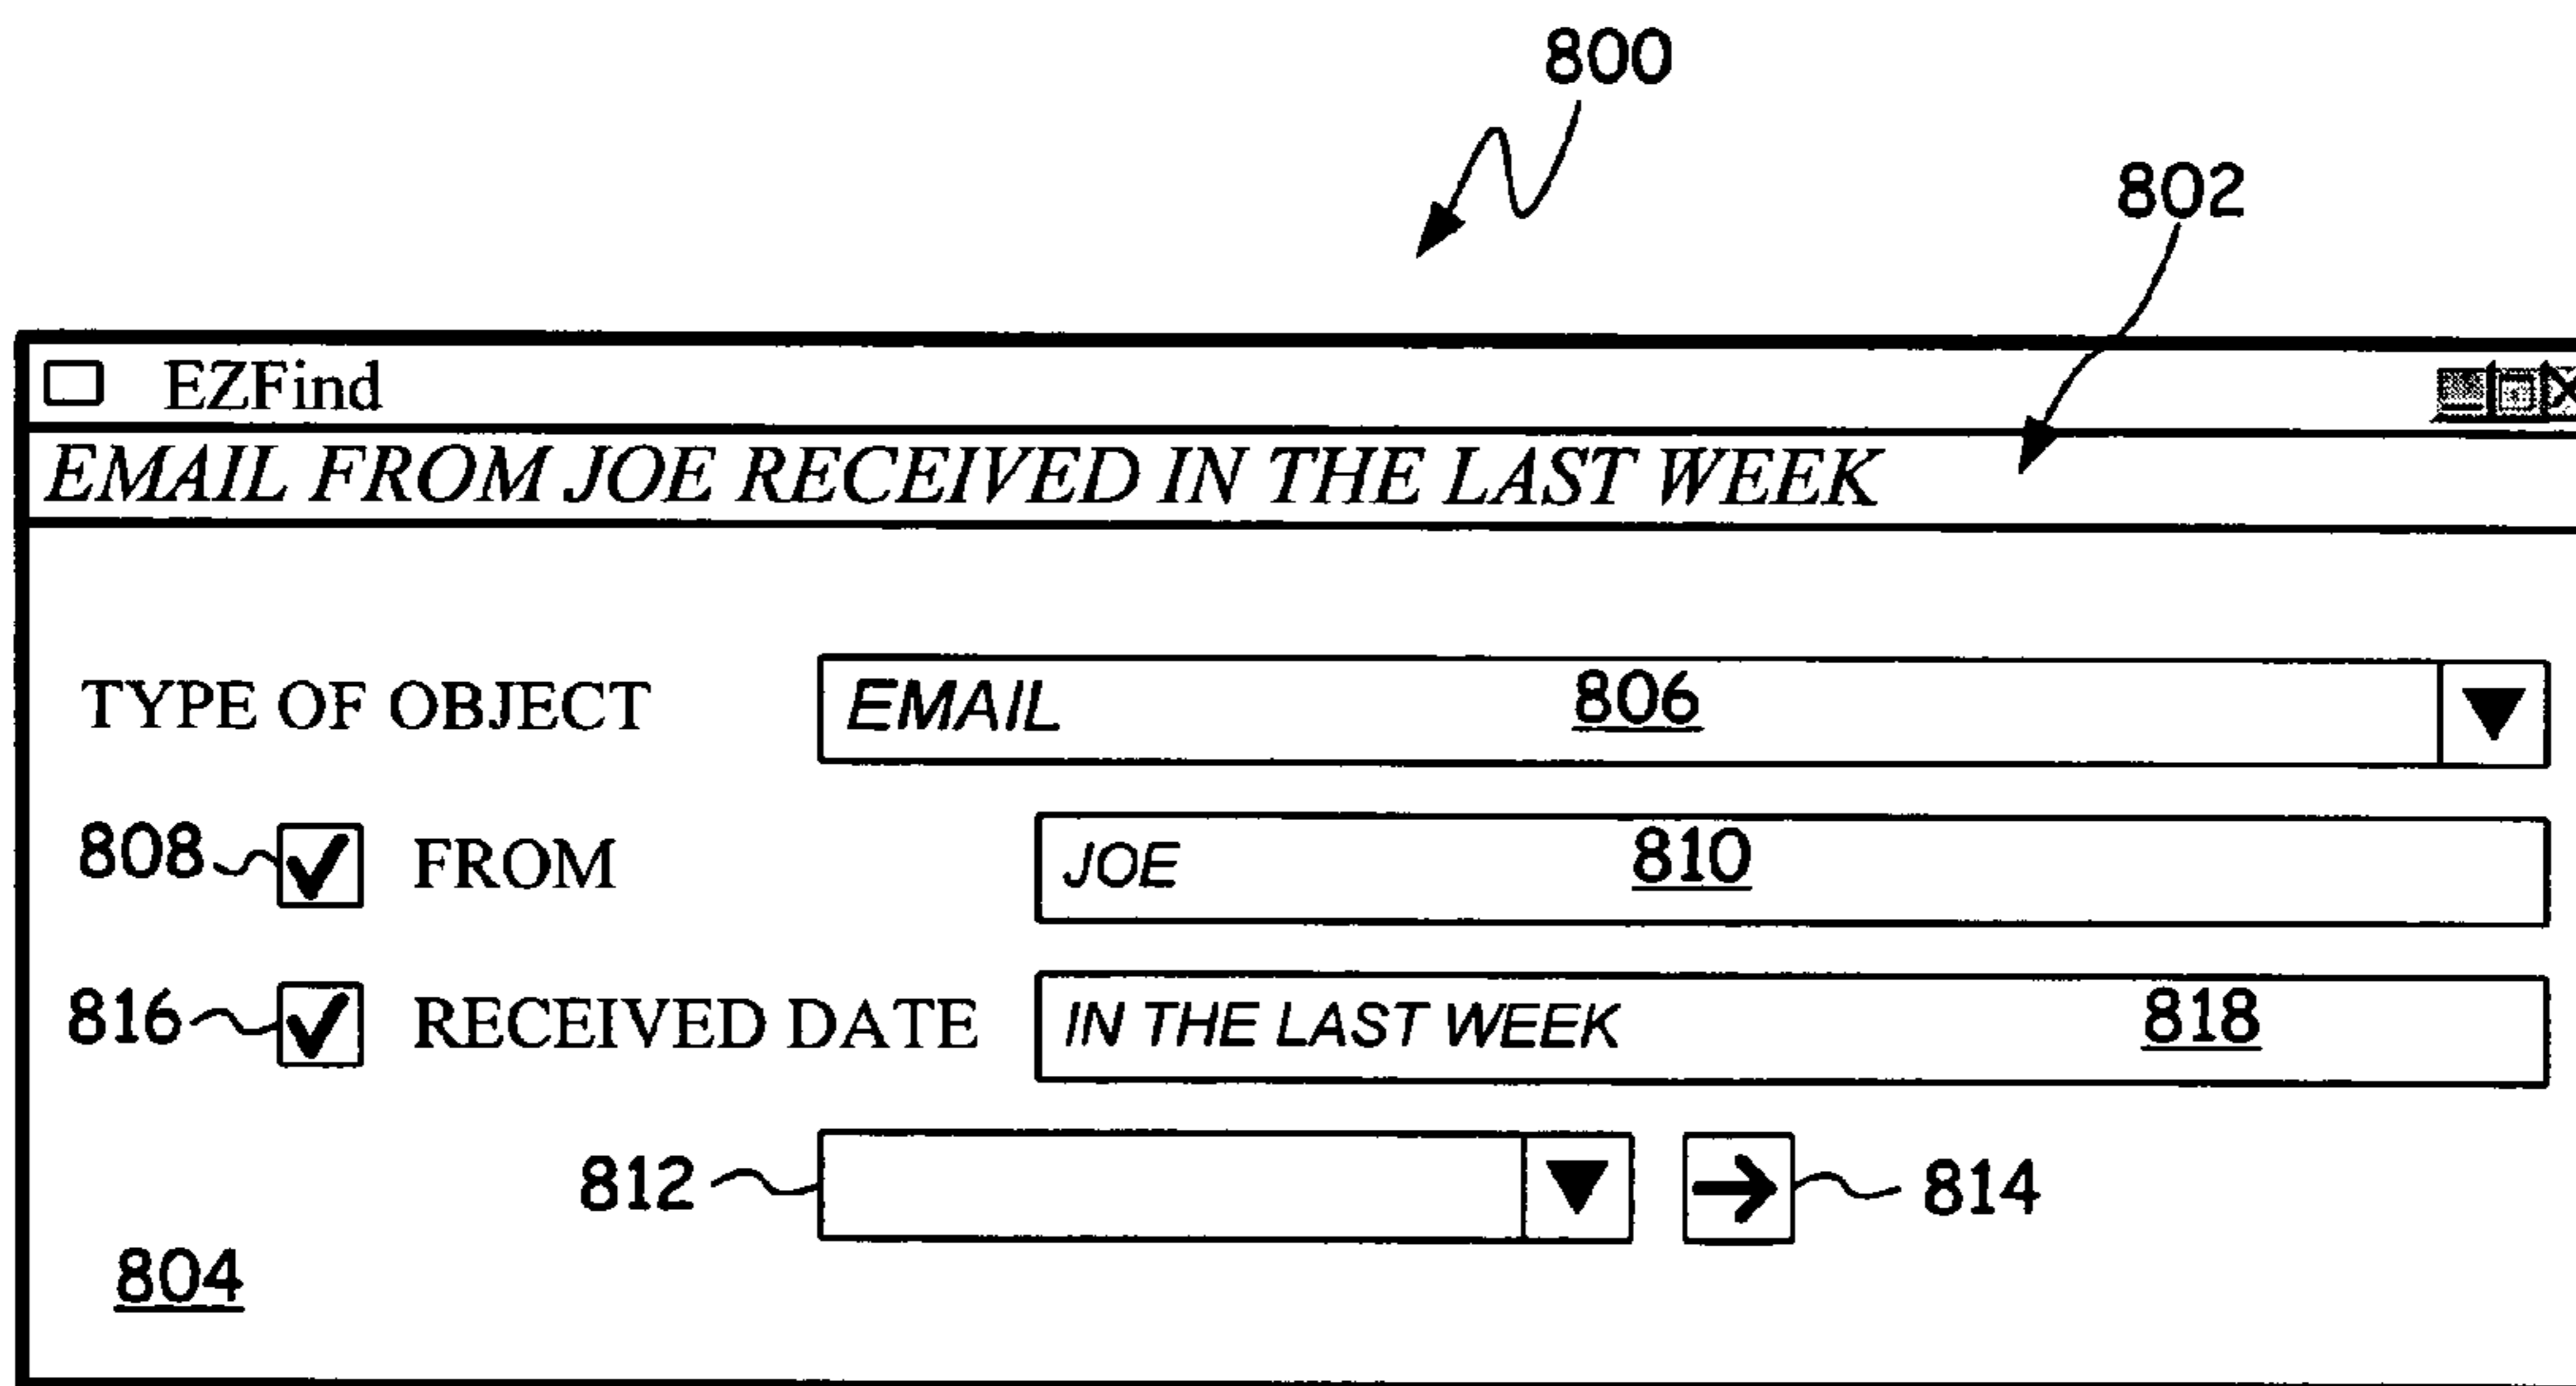 800
802
EZFind
EMAIL FROM JOE RECEIVED IN THE LAST WEEK
TYPE OF OBJECT EMAIL 806
808 FROM JOE 810
816 RECEIVED DATE IN THE LAST WEEK 818
812 814
804